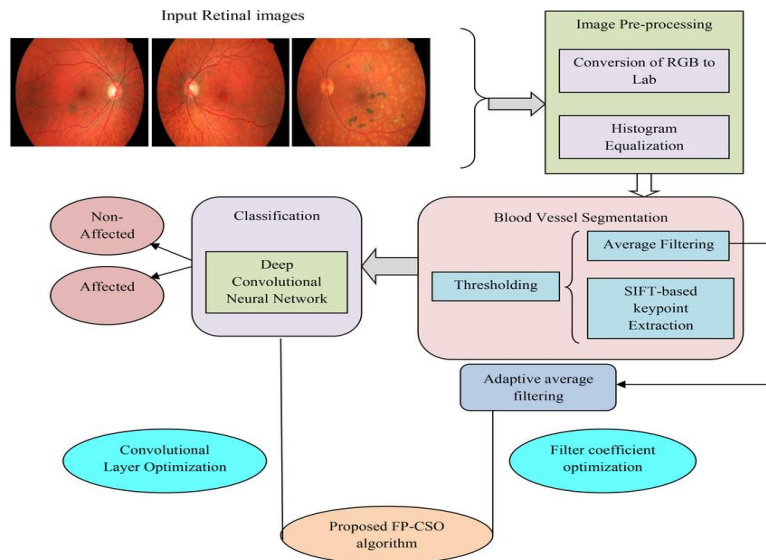 Input Retinal images
Image Pre-processing
Conversion of RGB to
Lab
Histogram
Equalization
Non-
Affected
Affected
Classification
Deep
Convolutional
Neural Network
Blood Vessel Segmentation
Thresholding
Average Filtering
SIFT-based
keypoint
Extraction
Adaptive average
filtering
Convolutional
Layer Optimization
Filter coefficient
optimization
Proposed FP-CSO
algorithm